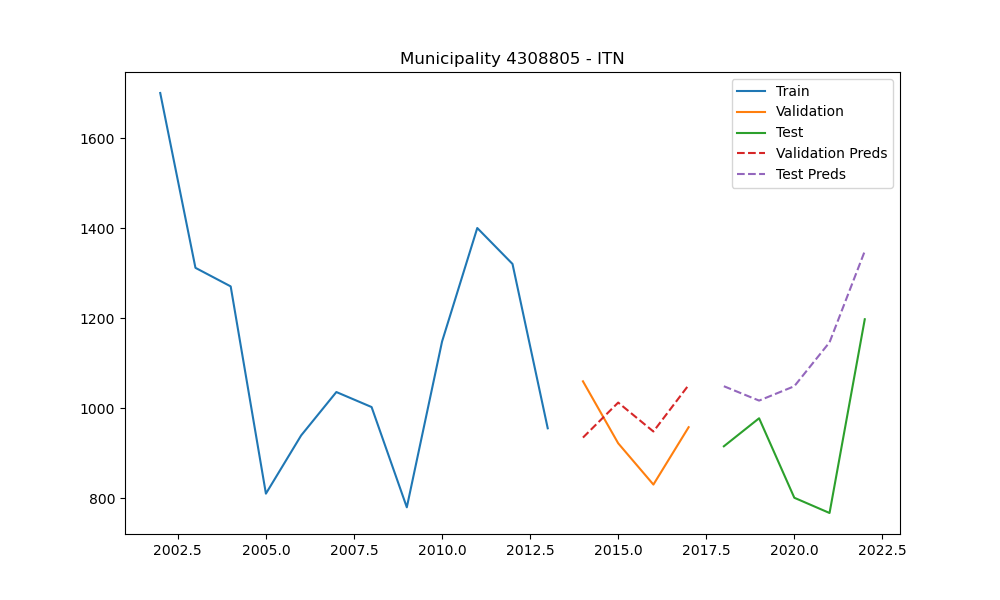 Municipality 4308805 - ITN
Train
Validation
Test
Validation Preds
Test Preds
1600
1400
1200
1000
800
2002.5 2005.0 2007.5 2010.0 2012.5 2015.0 2017.5 2020.0 2022.5